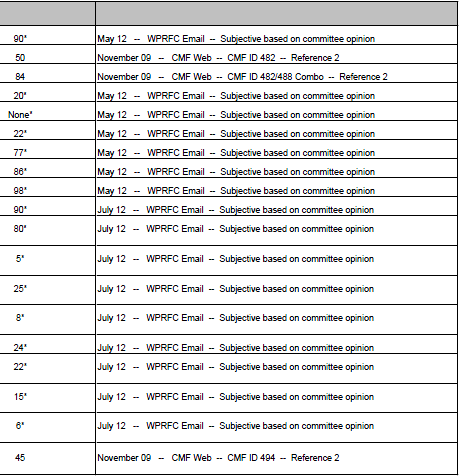 90* May 12 -- WPRFC Email -- Subjective based on committee opinion
50 November 09 -- CMF Web -- CMF ID 482 -- Reference 2
84 November 09 -- CMF Web -- CMF ID 482/488 Combo -- Reference 2
20* May 12 -- WPRFC Email -- Subjective based on committee opinion
None* May 12 -- WPRFC Email -- Subjective based on committee opinion
22* May 12 -- WPRFC Email -- Subjective based on committee opinion
77* May 12 -- WPRFC Email -- Subjective based on committee opinion
86* May 12 -- WPRFC Email -- Subjective based on committee opinion
98* May 12 -- WPRFC Email -- Subjective based on committee opinion
90* July 12 -- WPRFC Email -- Subjective based on committee opinion
80* July 12 -- WPRFC Email -- Subjective based on committee opinion
5* July 12 -- WPRFC Email -- Subjective based on committee opinion
25* July 12 -- WPRFC Email -- Subjective based on committee opinion
8* July 12 -- WPRFC Email -- Subjective based on committee opinion
24* July 12 -- WPRFC Email -- Subjective based on committee opinion
22* July 12 -- WPRFC Email -- Subjective based on committee opinion
15* July 12 -- WPRFC Email -- Subjective based on committee opinion
6* July 12 -- WPRFC Email -- Subjective based on committee opinion
45 November 09 -- CMF Web -- CMF ID 494 -- Reference 2